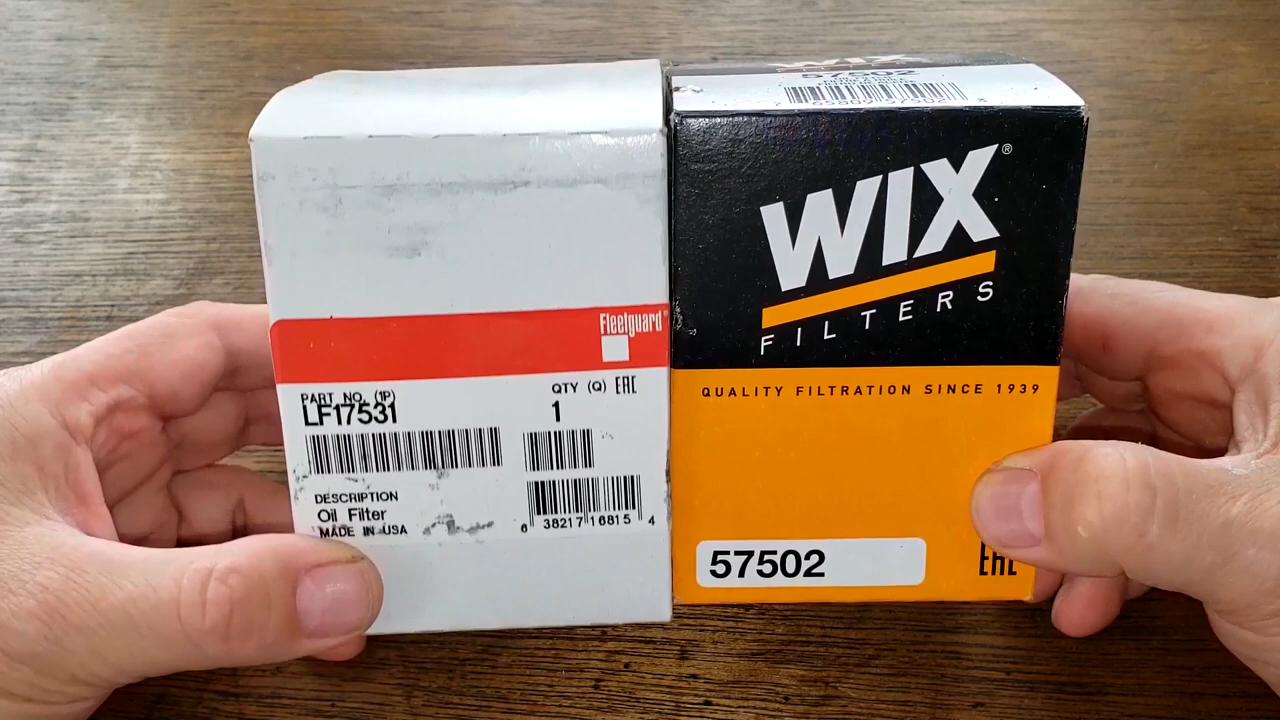 Fleetguard®
PART NO. (1P)
LF17531
QTY (Q) EAC
1
DESCRIPTION
Oil Filter
MADE IN USA
6 38217 16815 4
WIX
57502
WIX®
FILTERS
QUALITY FILTRATION SINCE 1939
57502
EAC